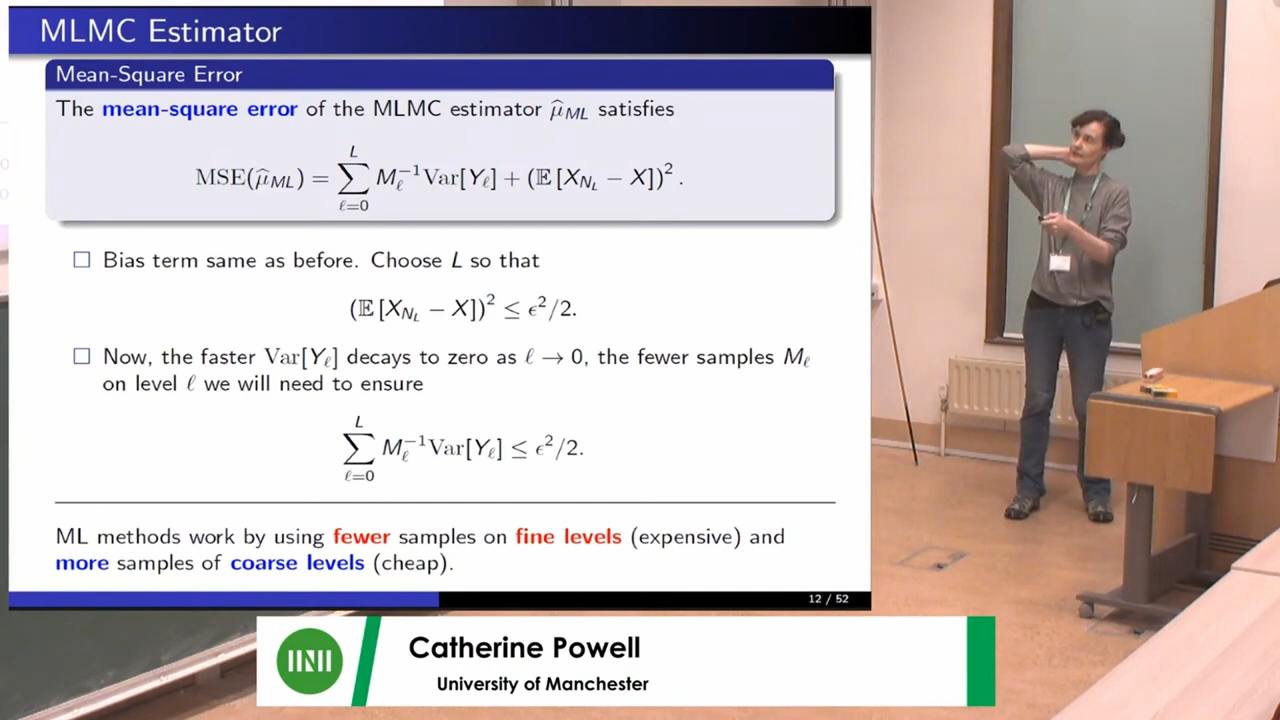 MLMC Estimator
Mean-Square Error
The mean-square error of the MLMC estimator μ̂_ML satisfies
MSE(μ̂_ML) = ∑_{ℓ=0}^{L} M_ℓ^{-1} Var[Y_ℓ] + (𝔼[X_{N_L} − X])².
Bias term same as before. Choose L so that
(𝔼[X_{N_L} − X])² ≤ ϵ²/2.
Now, the faster Var[Y_ℓ] decays to zero as ℓ → 0, the fewer samples M_ℓ
on level ℓ we will need to ensure
∑_{ℓ=0}^{L} M_ℓ^{-1} Var[Y_ℓ] ≤ ϵ²/2.
ML methods work by using fewer samples on fine levels (expensive) and
more samples of coarse levels (cheap).
12 / 52
Catherine Powell
University of Manchester